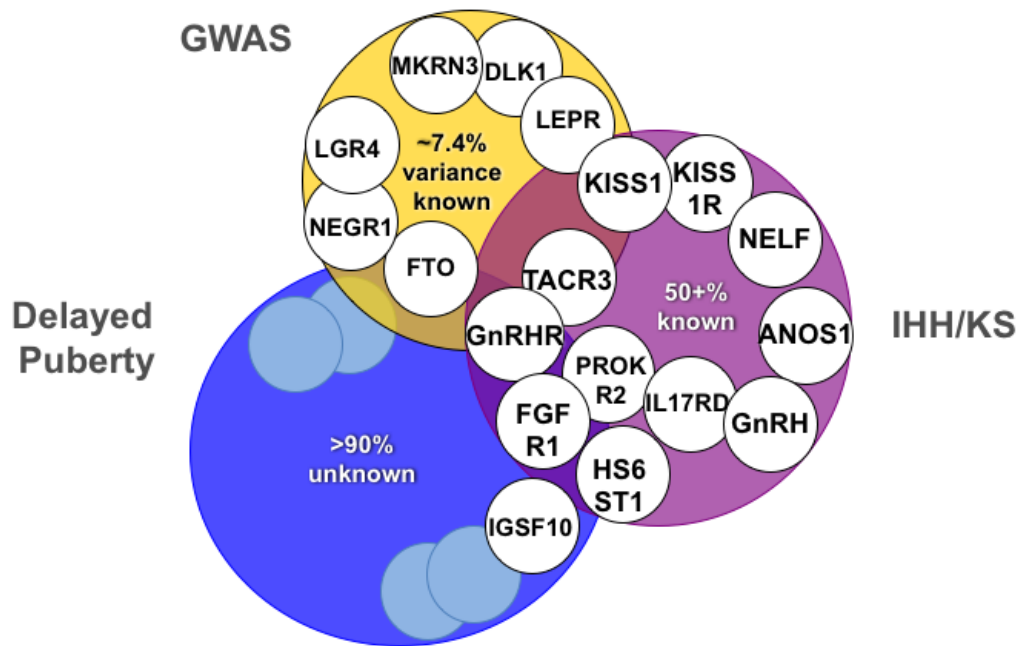 GWAS
MKRN3
DLK1
LEPR
LGR4
~7.4%
variance
known
KISS1
KISS
1R
NEGR1
NELF
FTO
TACR3
50+%
known
Delayed
Puberty
IHH/KS
GnRHR
ANOS1
PROK
R2
IL17RD
FGF
R1
GnRH
>90%
unknown
HS6
ST1
IGSF10